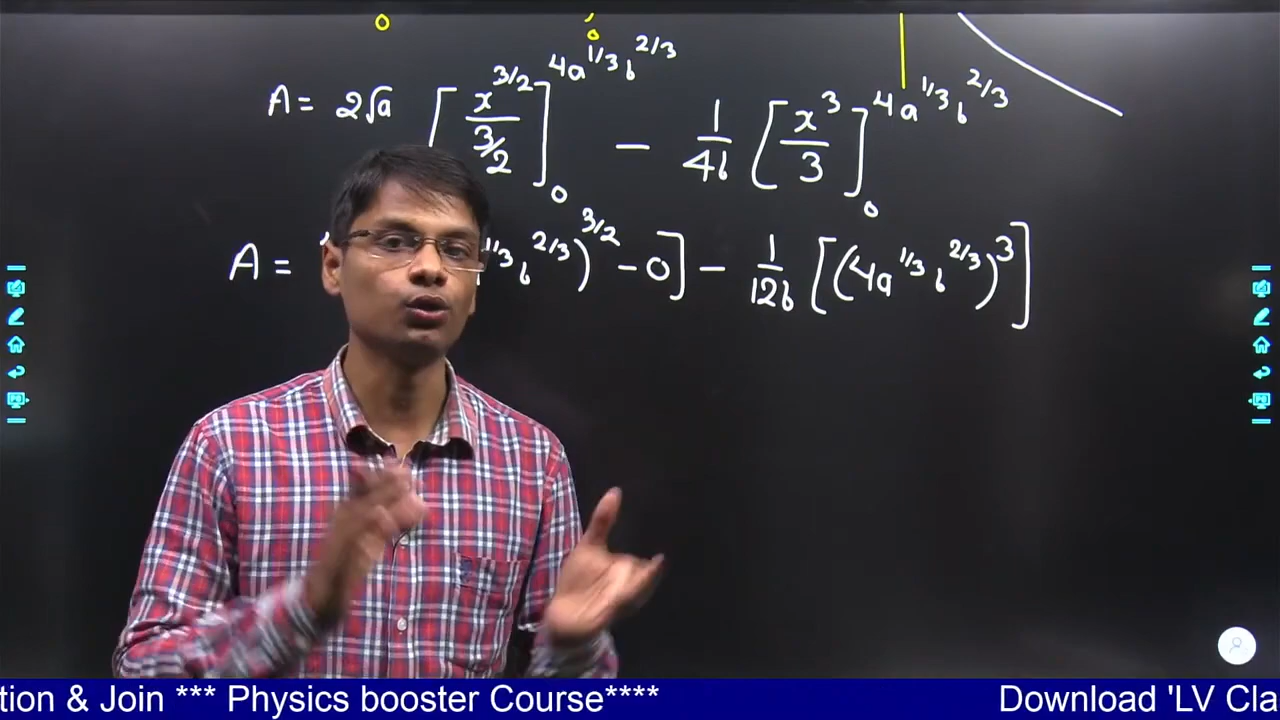 A = 2√a [x^{3/2}/(3/2)]_0^{4a^{1/3}b^{2/3}} − 1/4b [x^3/3]_0^{4a^{1/3}b^{2/3}}
A = ^{1/3} b^{2/3})^{3/2} − 0] − 1/12b [(4a^{1/3} b^{2/3})^3]
tion & Join *** Physics booster Course**** Download 'LV Cla